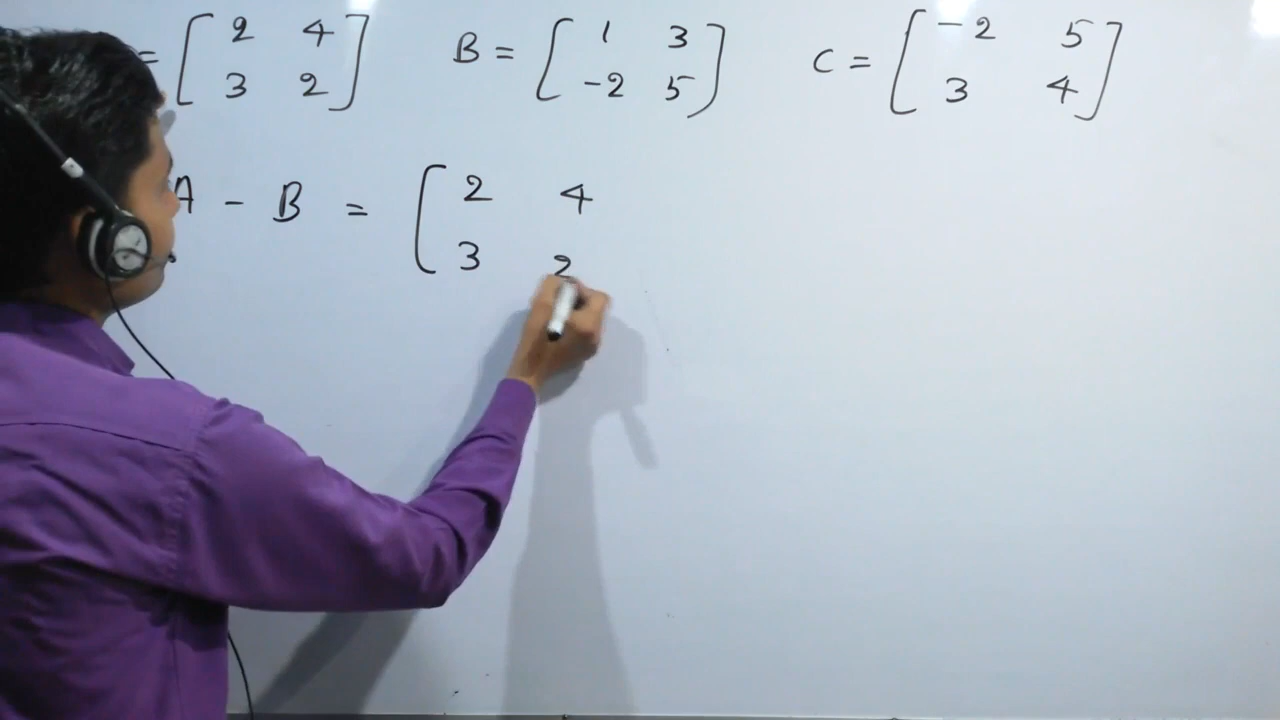 = [ 2 4 ] B = [ 1 3 ] C = [ -2 5 ]
3 2 -2 5 3 4
A - B = [ 2 4
3 2